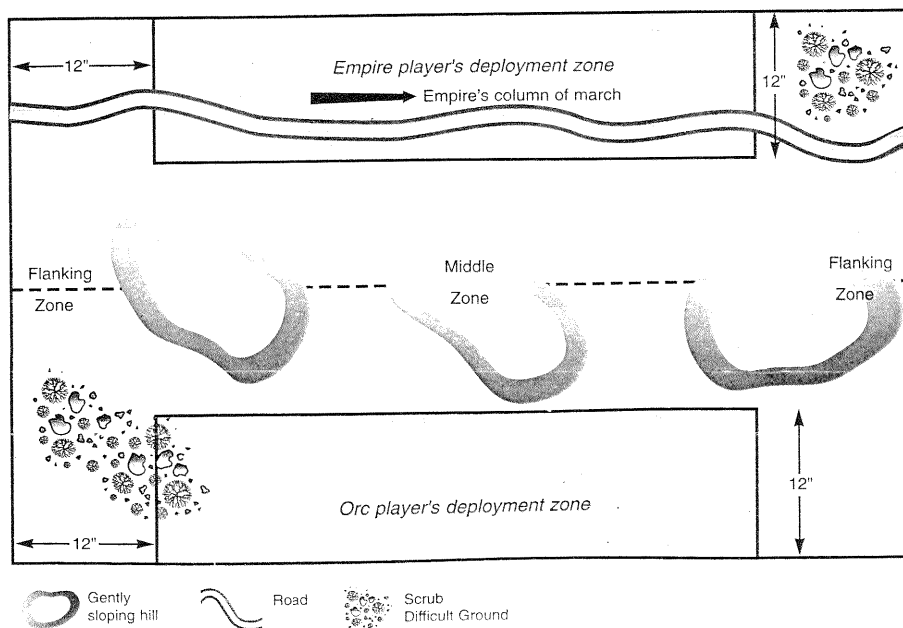 12"
Empire player's deployment zone
12"
Empire's column of march
Flanking
Zone
Middle
Zone
Flanking
Zone
12"
Orc player's deployment zone
12"
Gently
sloping hill
Road
Scrub
Difficult Ground